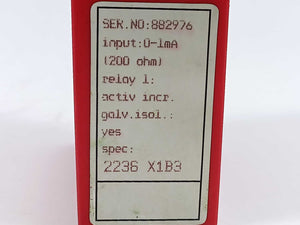 SER.NO:882976
input:0-1mA
(200 ohm)
relay 1:
activ incr.
galv.isol.:
yes
spec:
2236 X1B3